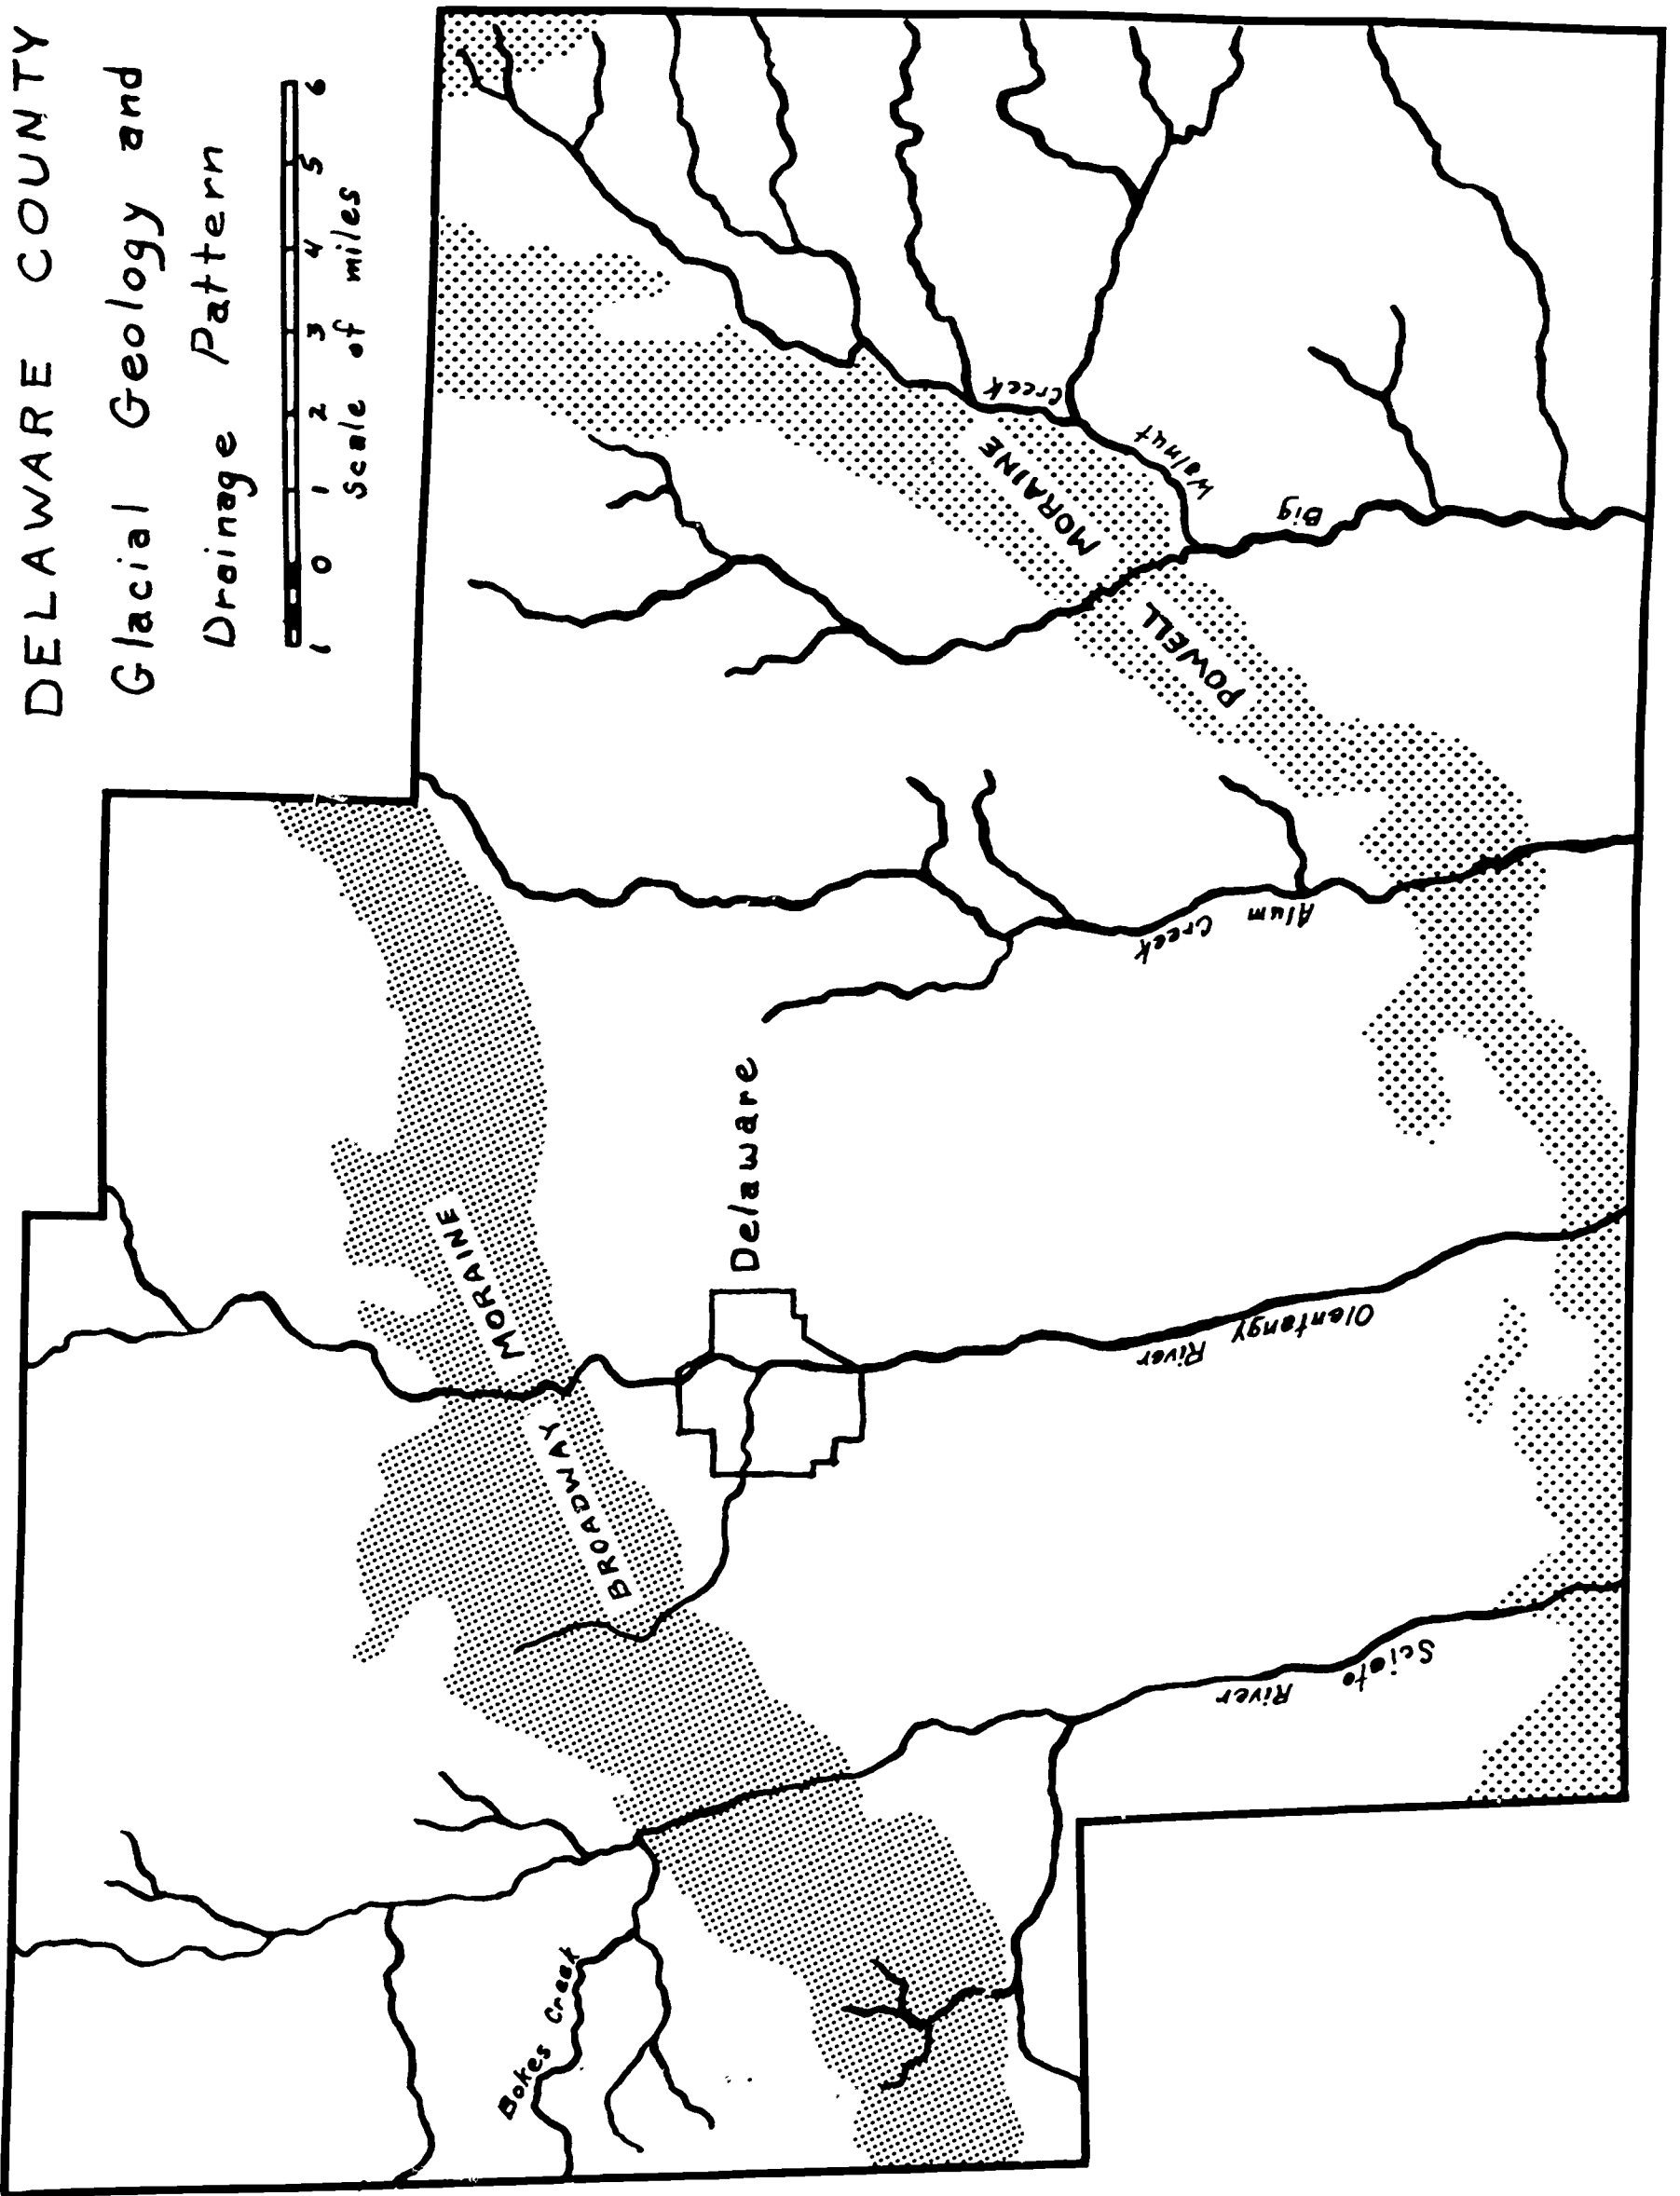 DELAWARE COUNTY
Glacial Geology and
Drainage Pattern
1 0 1 2 3 4 5 6
Scale of miles
Bokes Creek
BROADWAY MORAINE
Delaware
Scioto River
Olentangy River
Alum Creek
POWELL MORAINE
Big Walnut Creek